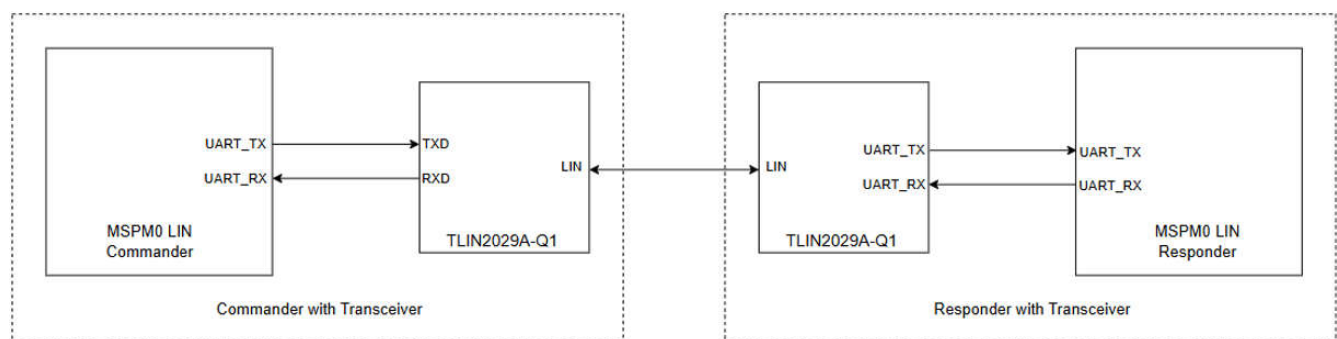 UART_TX
TXD
UART_RX
RXD
LIN
MSPM0 LIN
Commander
TLIN2029A-Q1
Commander with Transceiver
LIN
UART_TX
UART_TX
UART_RX
UART_RX
TLIN2029A-Q1
MSPM0 LIN
Responder
Responder with Transceiver